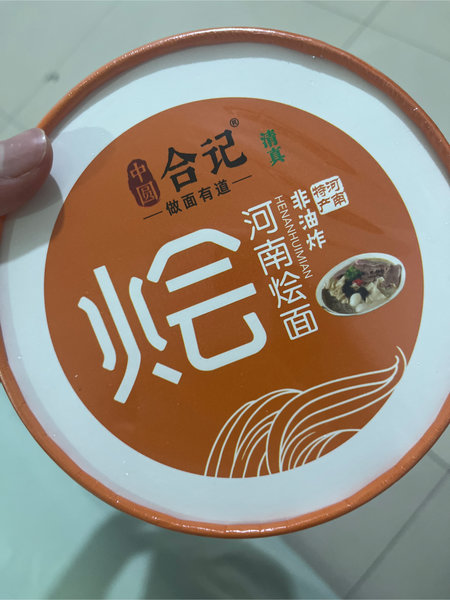 中圆
合记®
清真
做面有道
烩
河南烩面
HENANHUIMIAN
非油炸
河南
特产